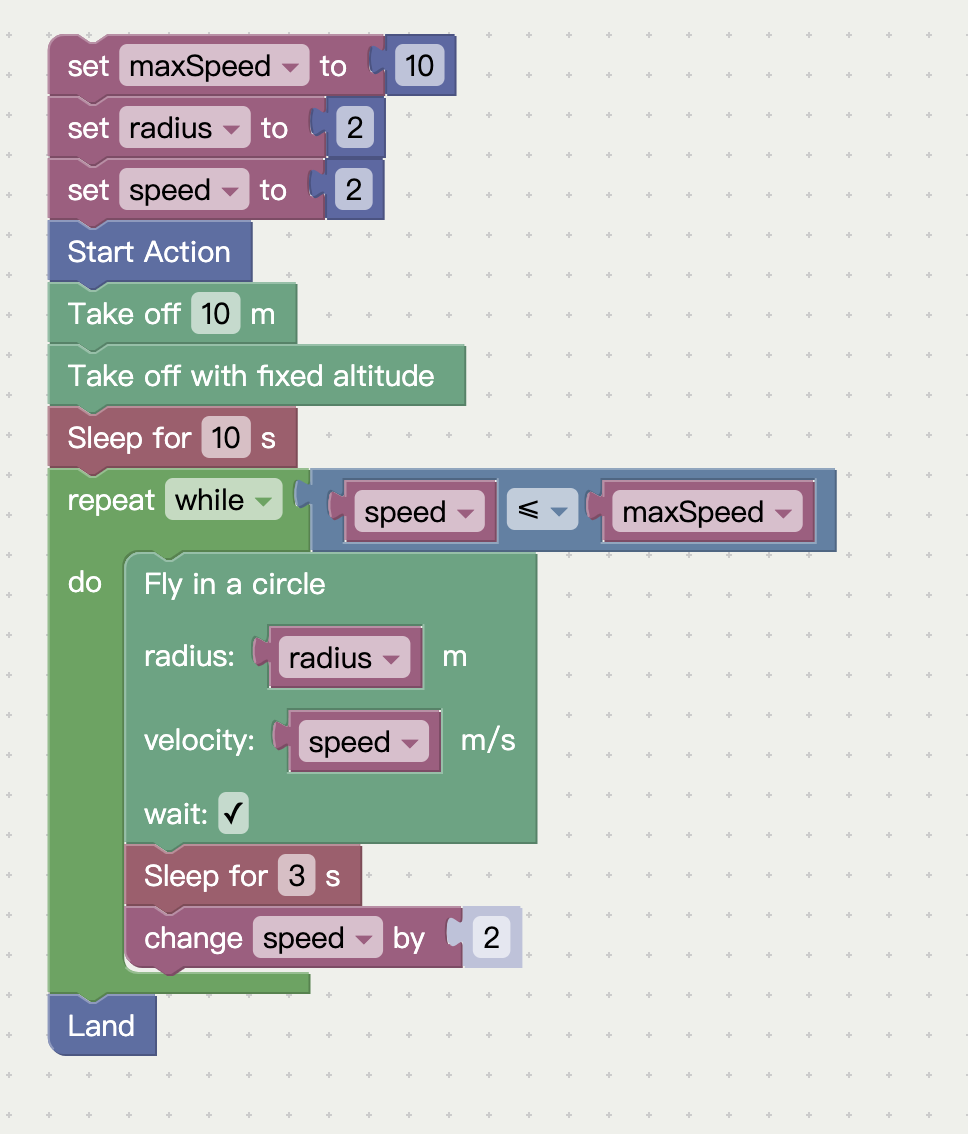 set maxSpeed to 10
set radius to 2
set speed to 2
Start Action
Take off 10 m
Take off with fixed altitude
Sleep for 10 s
repeat while speed ≤ maxSpeed
do Fly in a circle
radius: radius m
velocity: speed m/s
wait: ✓
Sleep for 3 s
change speed by 2
Land